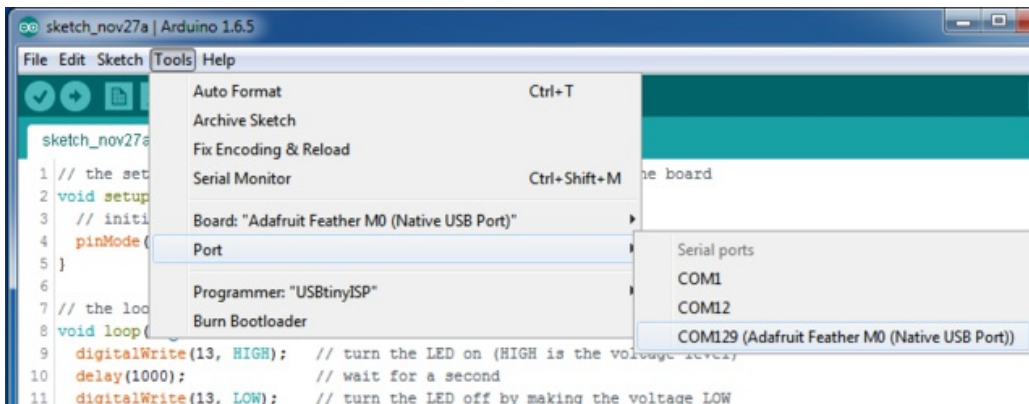 sketch_nov27a | Arduino 1.6.5
File Edit Sketch Tools Help
Auto Format Ctrl+T
Archive Sketch
sketch_nov27a
Fix Encoding & Reload
1 // the set he board
Serial Monitor Ctrl+Shift+M
2 void setup
3 // initi
Board: "Adafruit Feather M0 (Native USB Port)"
4 pinMode(
Port
Serial ports
5 }
COM1
6
Programmer: "USBtinyISP"
7 // the loo
COM12
Burn Bootloader
8 void loop(
COM129 (Adafruit Feather M0 (Native USB Port))
9 digitalWrite(13, HIGH); // turn the LED on (HIGH is the voltage level)
10 delay(1000); // wait for a second
11 digitalWrite(13, LOW); // turn the LED off by making the voltage LOW